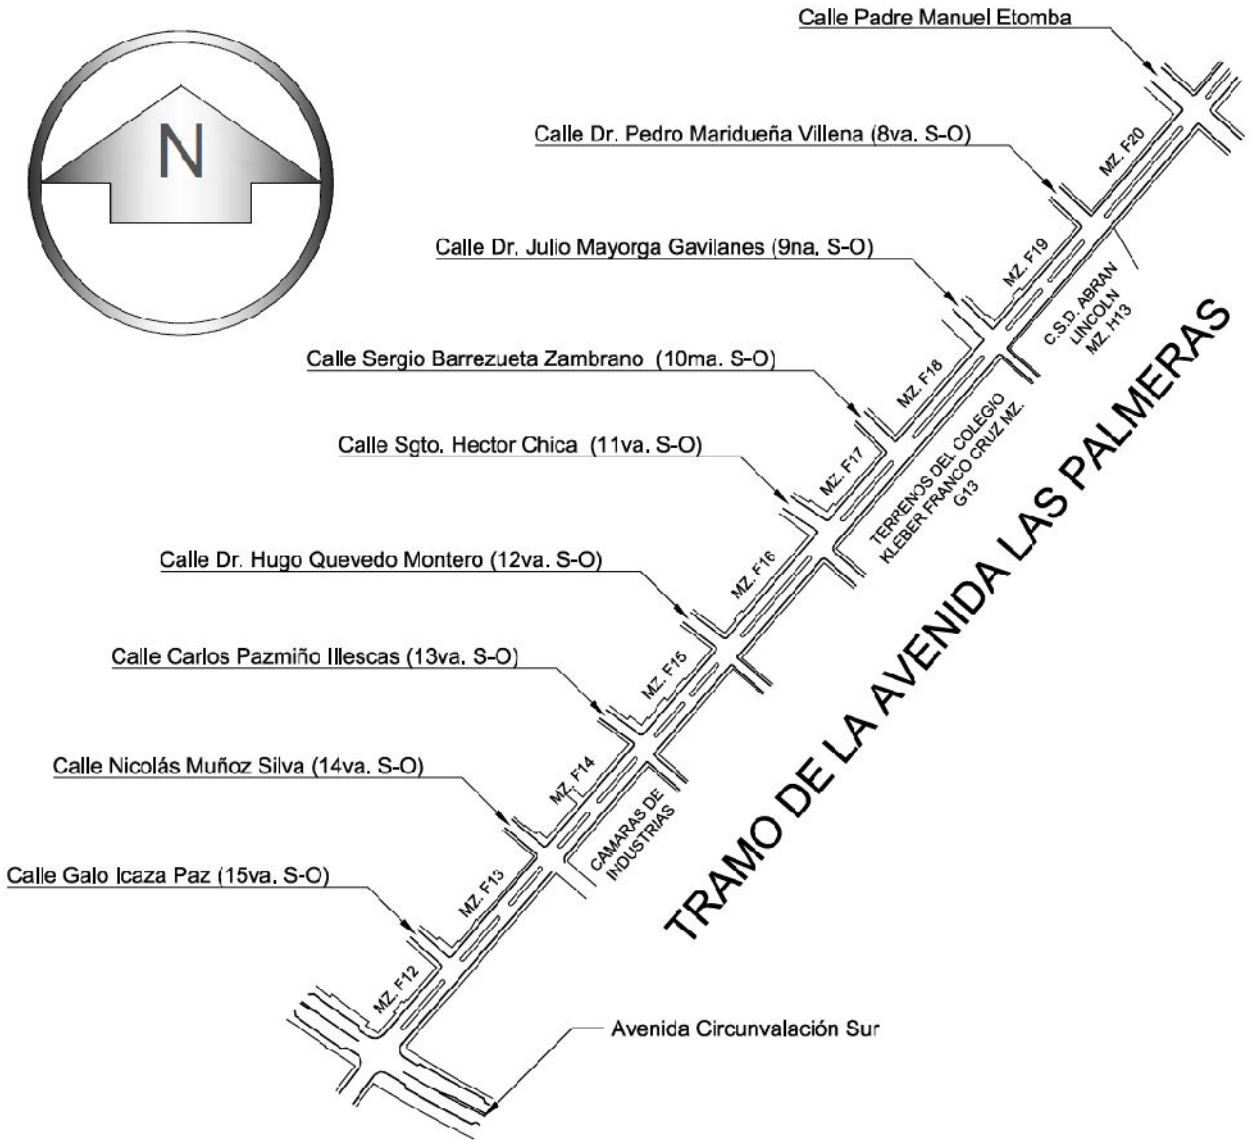 Calle Padre Manuel Etomba
N
Calle Dr. Pedro Maridueña Villena (8va. S-O)
MZ. F20
Calle Dr. Julio Mayorga Gavilanes (9na. S-O)
MZ. F19
C.S.D. ABRAN
LINCOLN
MZ. H13
Calle Sergio Barrezueta Zambrano (10ma. S-O)
MZ. F18
Calle Sgto. Hector Chica (11va. S-O)
MZ. F17
TERRENOS DEL COLEGIO
KLEBER FRANCO CRUZ MZ.
G13
TRAMO DE LA AVENIDA LAS PALMERAS
Calle Dr. Hugo Quevedo Montero (12va. S-O)
MZ. F16
Calle Carlos Pazmiño Illescas (13va. S-O)
MZ. F15
Calle Nicolás Muñoz Silva (14va. S-O)
MZ. F14
CAMARAS DE
INDUSTRIAS
Calle Galo Icaza Paz (15va. S-O)
MZ. F13
MZ. F12
Avenida Circunvalación Sur